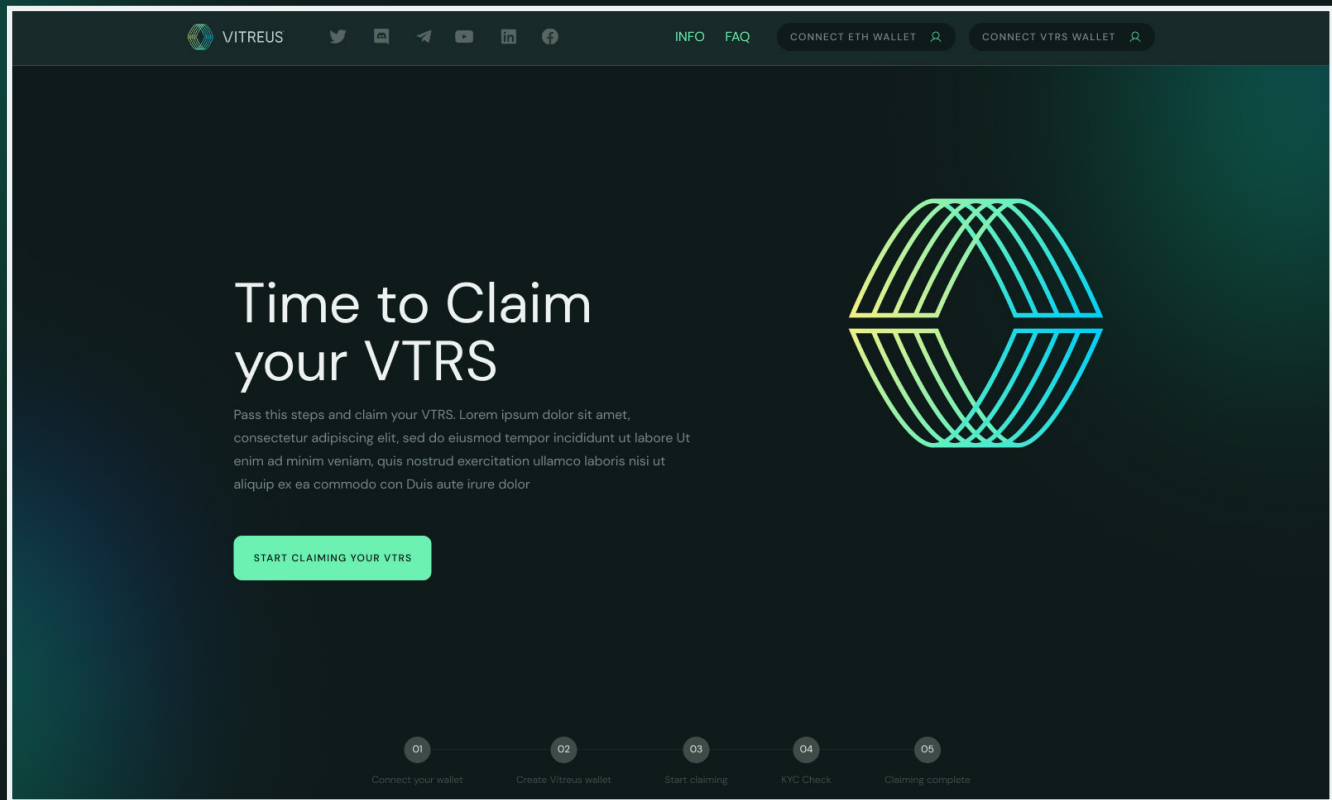 VITREUS
INFO FAQ CONNECT ETH WALLET CONNECT VTRS WALLET
Time to Claim
your VTRS
Pass this steps and claim your VTRS. Lorem ipsum dolor sit amet,
consectetur adipiscing elit, sed do eiusmod tempor incididunt ut labore Ut
enim ad minim veniam, quis nostrud exercitation ullamco laboris nisi ut
aliquip ex ea commodo con Duis aute irure dolor
START CLAIMING YOUR VTRS
01 02 03 04 05
Connect your wallet Create Vitreus wallet Start claiming KYC Check Claiming complete